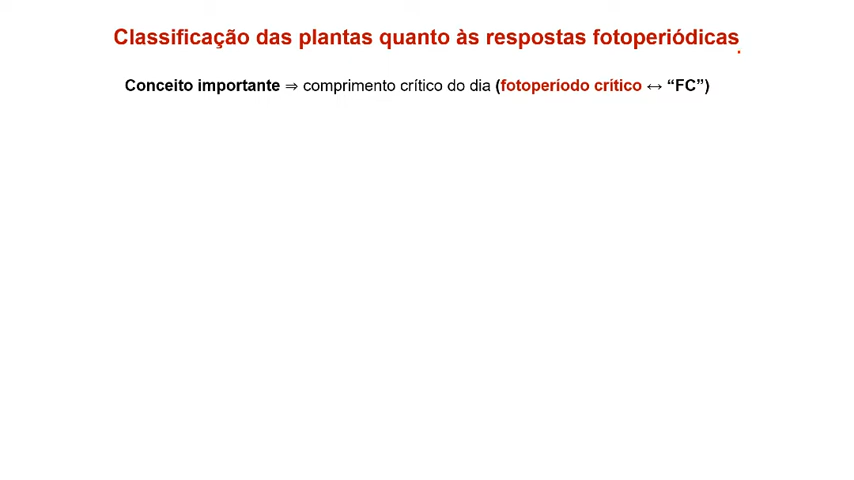 Classificação das plantas quanto às respostas fotoperiódicas
Conceito importante ⇒ comprimento crítico do dia (fotoperíodo crítico ↔ “FC”)